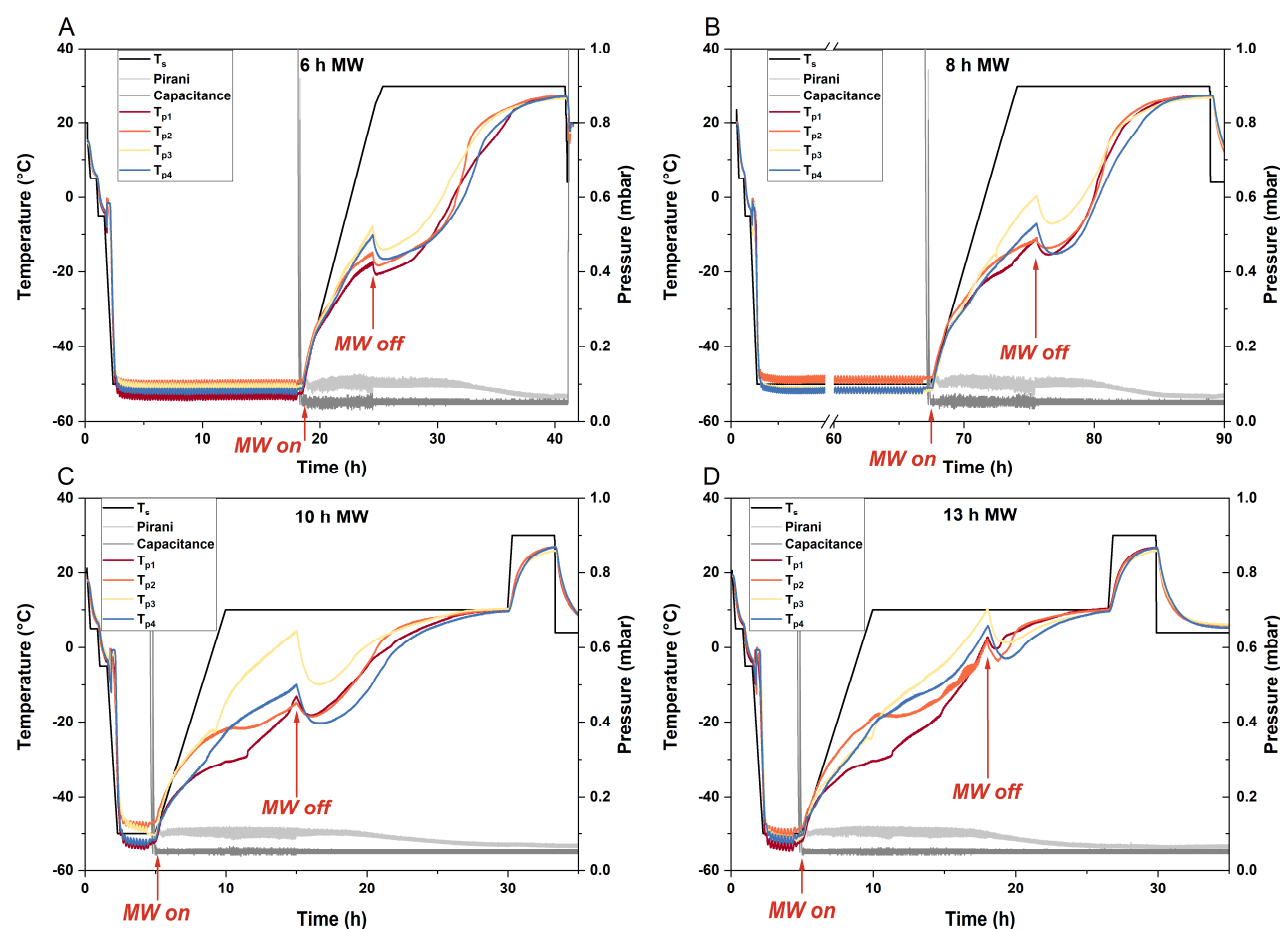 A
6 h MW
40
20
0
-20
-40
-60
Temperature (°C)
1.0
0.8
0.6
0.4
0.2
0.0
Pressure (mbar)
Ts
Pirani
Capacitance
Tp1
Tp2
Tp3
Tp4
MW off
MW on
0 10 20 30 40
Time (h)
B
8 h MW
40
20
0
-20
-40
-60
Temperature (°C)
1.0
0.8
0.6
0.4
0.2
0.0
Pressure (mbar)
Ts
Pirani
Capacitance
Tp1
Tp2
Tp3
Tp4
MW off
MW on
0 60 70 80 90
Time (h)
C
10 h MW
40
20
0
-20
-40
-60
Temperature (°C)
1.0
0.8
0.6
0.4
0.2
0.0
Pressure (mbar)
Ts
Pirani
Capacitance
Tp1
Tp2
Tp3
Tp4
MW off
MW on
0 10 20 30
Time (h)
D
13 h MW
40
20
0
-20
-40
-60
Temperature (°C)
1.0
0.8
0.6
0.4
0.2
0.0
Pressure (mbar)
Ts
Pirani
Capacitance
Tp1
Tp2
Tp3
Tp4
MW off
MW on
0 10 20 30
Time (h)